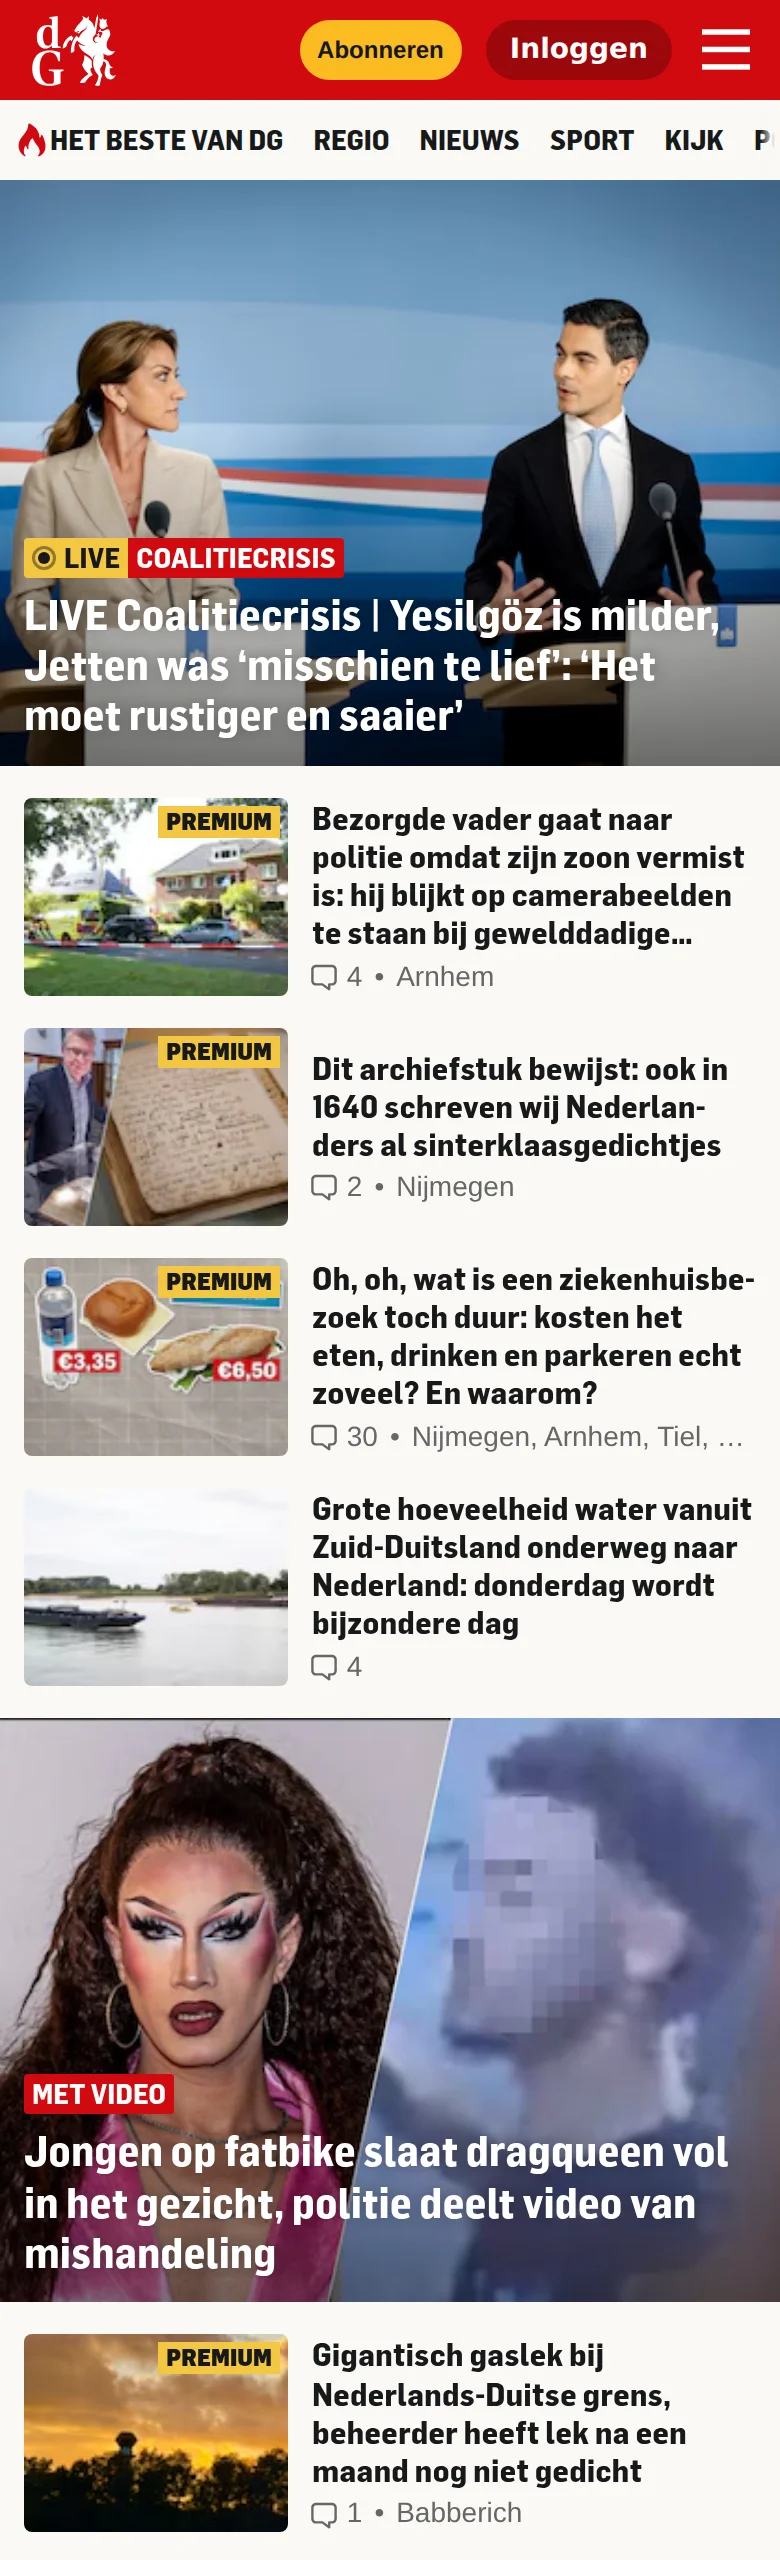 dG
Abonneren
Inloggen
HET BESTE VAN DG REGIO NIEUWS SPORT KIJK
LIVE COALITIECRISIS
LIVE Coalitiecrisis | Yesilgöz is milder,
Jetten was ‘misschien te lief’: ‘Het
moet rustiger en saaier’
PREMIUM
Bezorgde vader gaat naar
politie omdat zijn zoon vermist
is: hij blijkt op camerabeelden
te staan bij gewelddadige...
4 • Arnhem
PREMIUM
Dit archiefstuk bewijst: ook in
1640 schreven wij Nederlan-
ders al sinterklaasgedichtjes
2 • Nijmegen
PREMIUM
€3,35
€6,50
Oh, oh, wat is een ziekenhuisbe-
zoek toch duur: kosten het
eten, drinken en parkeren echt
zoveel? En waarom?
30 • Nijmegen, Arnhem, Tiel, ...
Grote hoeveelheid water vanuit
Zuid-Duitsland onderweg naar
Nederland: donderdag wordt
bijzondere dag
4
MET VIDEO
Jongen op fatbike slaat dragqueen vol
in het gezicht, politie deelt video van
mishandeling
PREMIUM
Gigantisch gaslek bij
Nederlands-Duitse grens,
beheerder heeft lek na een
maand nog niet gedicht
1 • Babberich